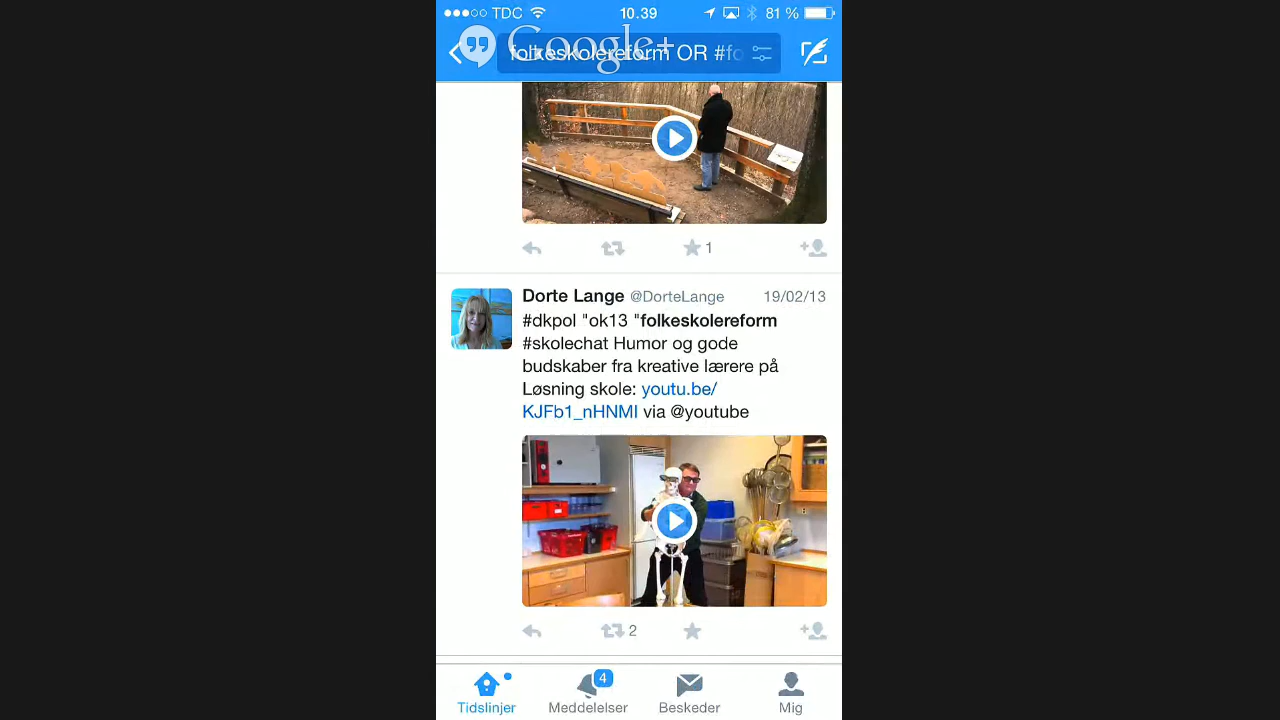 TDC 10.39 81 %
Google+
folkeskolereform OR #fo
1
Dorte Lange @DorteLange 19/02/13
#dkpol "ok13 "folkeskolereform
#skolechat Humor og gode
budskaber fra kreative lærere på
Løsning skole: youtu.be/
KJFb1_nHNMI via @youtube
2
4
Tidslinjer Meddelelser Beskeder Mig